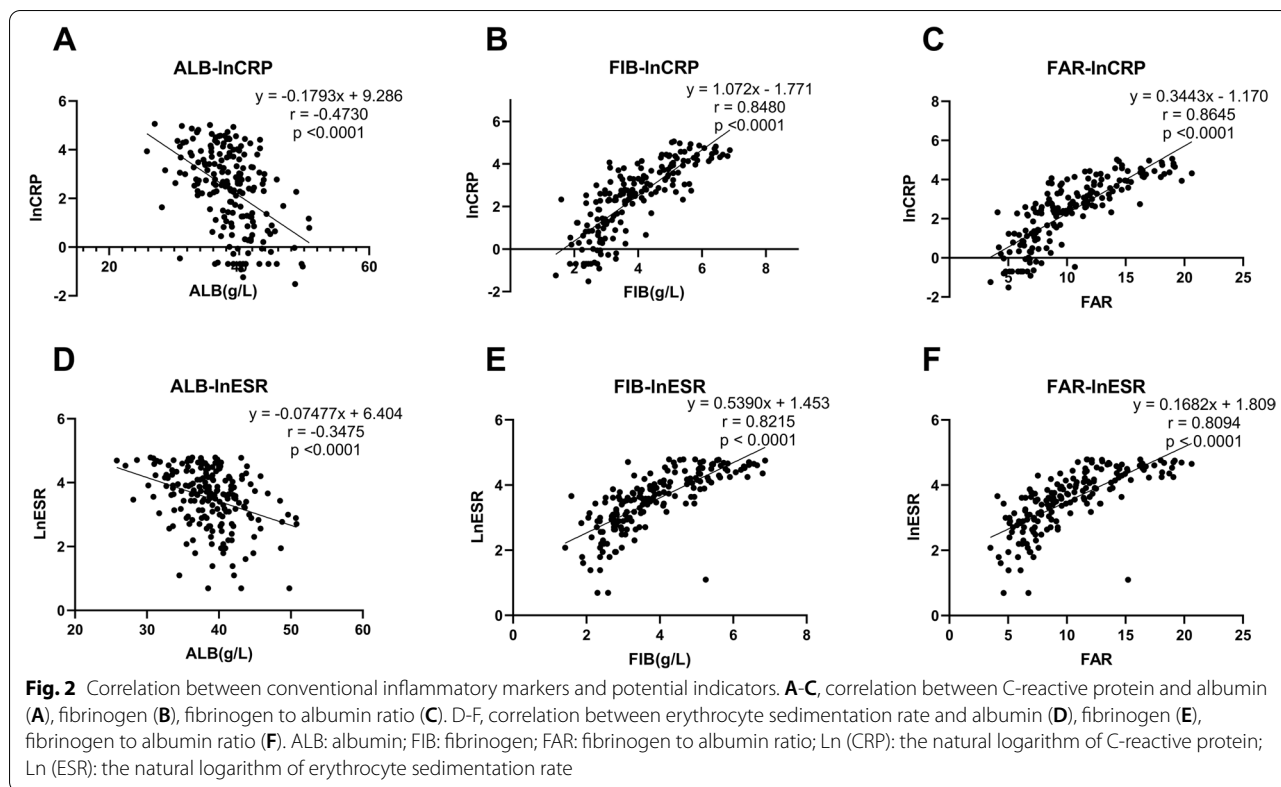 A
ALB-lnCRP
y = -0.1793x + 9.286
r = -0.4730
p <0.0001
lnCRP
6
4
2
0
-2
20
40
60
ALB(g/L)
B
FIB-lnCRP
y = 1.072x - 1.771
r = 0.8480
p <0.0001
lnCRP
6
4
2
0
-2
2
4
6
8
FIB(g/L)
C
FAR-lnCRP
y = 0.3443x - 1.170
r = 0.8645
p <0.0001
lnCRP
8
6
4
2
0
-2
5
10
15
20
25
FAR
D
ALB-lnESR
y = -0.07477x + 6.404
r = -0.3475
p <0.0001
LnESR
6
4
2
0
20
30
40
50
60
ALB(g/L)
E
FIB-lnESR
y = 0.5390x + 1.453
r = 0.8215
p < 0.0001
LnESR
6
4
2
0
0
2
4
6
8
FIB(g/L)
F
FAR-lnESR
y = 0.1682x + 1.809
r = 0.8094
p < 0.0001
lnESR
6
4
2
0
0
5
10
15
20
25
FAR
Fig. 2 Correlation between conventional inflammatory markers and potential indicators. A-C, correlation between C-reactive protein and albumin
(A), fibrinogen (B), fibrinogen to albumin ratio (C). D-F, correlation between erythrocyte sedimentation rate and albumin (D), fibrinogen (E),
fibrinogen to albumin ratio (F). ALB: albumin; FIB: fibrinogen; FAR: fibrinogen to albumin ratio; Ln (CRP): the natural logarithm of C-reactive protein;
Ln (ESR): the natural logarithm of erythrocyte sedimentation rate